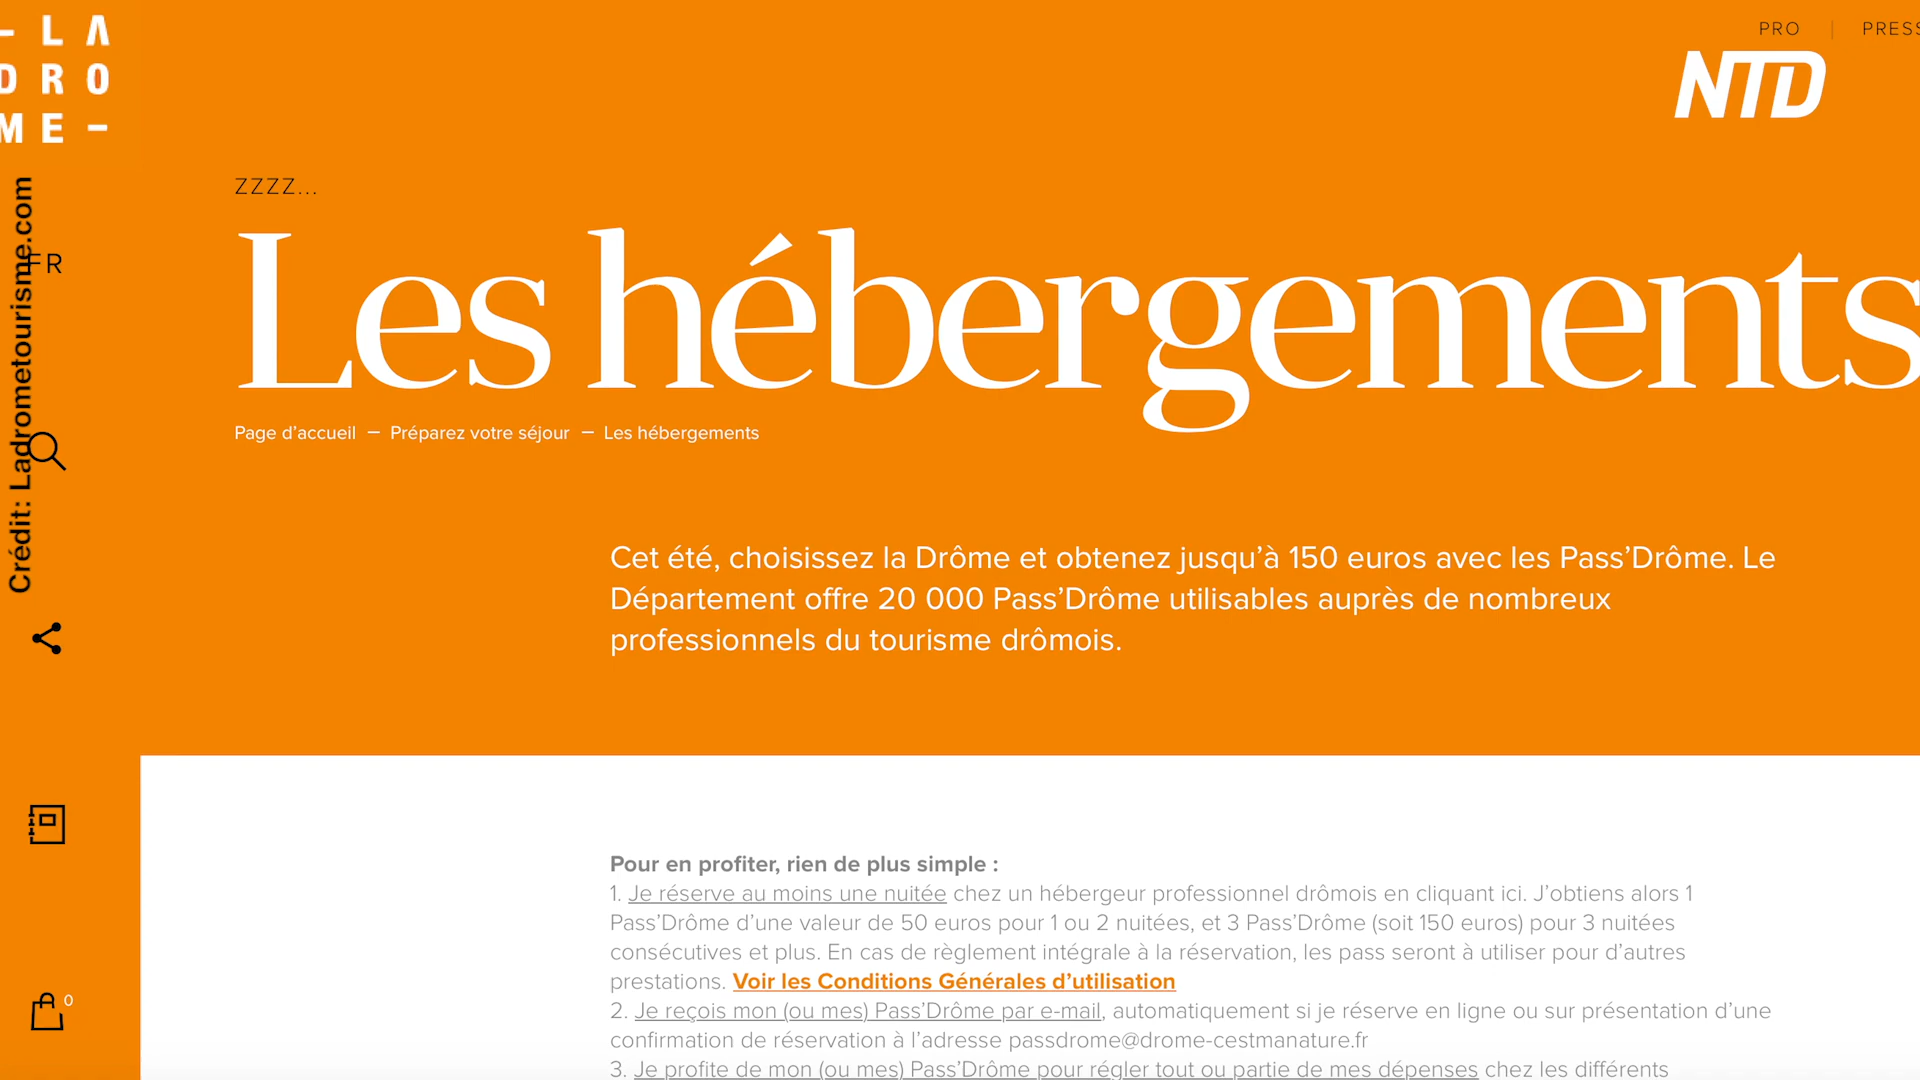 - LA
DRO
ME -
PRO
PRESS
NTD
Crédit: Ladrometourisme.com
FR
ZZZZ...
Les hébergements
Page d’accueil — Préparez votre séjour — Les hébergements
Cet été, choisissez la Drôme et obtenez jusqu’à 150 euros avec les Pass’Drôme. Le
Département offre 20 000 Pass’Drôme utilisables auprès de nombreux
professionnels du tourisme drômois.
Pour en profiter, rien de plus simple :
1. Je réserve au moins une nuitée chez un hébergeur professionnel drômois en cliquant ici. J’obtiens alors 1
Pass’Drôme d’une valeur de 50 euros pour 1 ou 2 nuitées, et 3 Pass’Drôme (soit 150 euros) pour 3 nuitées
consécutives et plus. En cas de règlement intégrale à la réservation, les pass seront à utiliser pour d’autres
prestations. Voir les Conditions Générales d’utilisation
2. Je reçois mon (ou mes) Pass’Drôme par e-mail, automatiquement si je réserve en ligne ou sur présentation d’une
confirmation de réservation à l’adresse passdrome@drome-cestmanature.fr
3. Je profite de mon (ou mes) Pass’Drôme pour régler tout ou partie de mes dépenses chez les différents
0